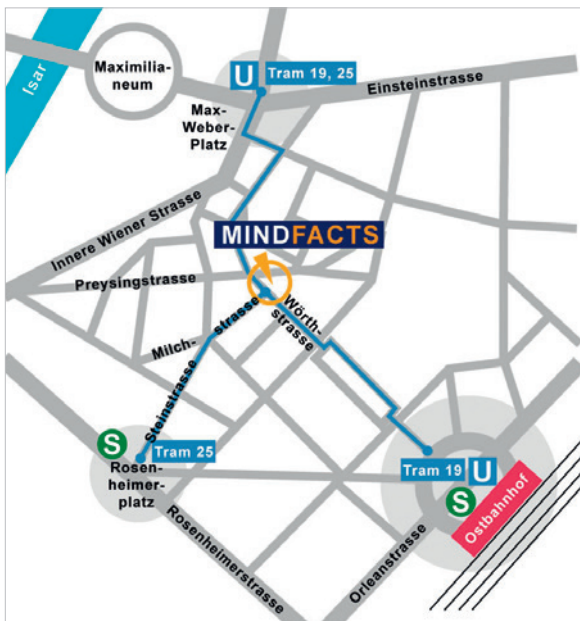 Isar
Maximilia-
neum
U Tram 19, 25
Einsteinstrasse
Max-
Weber-
Platz
Innere Wiener Strasse
MINDFACTS
Preysingstrasse
Wörth-
strasse
Milch-
strasse
Steinstrasse
S
Tram 25
Rosen-
heimer-
platz
Tram 19 U
S
Ostbahnhof
Rosenheimerstrasse
Orleanstrasse